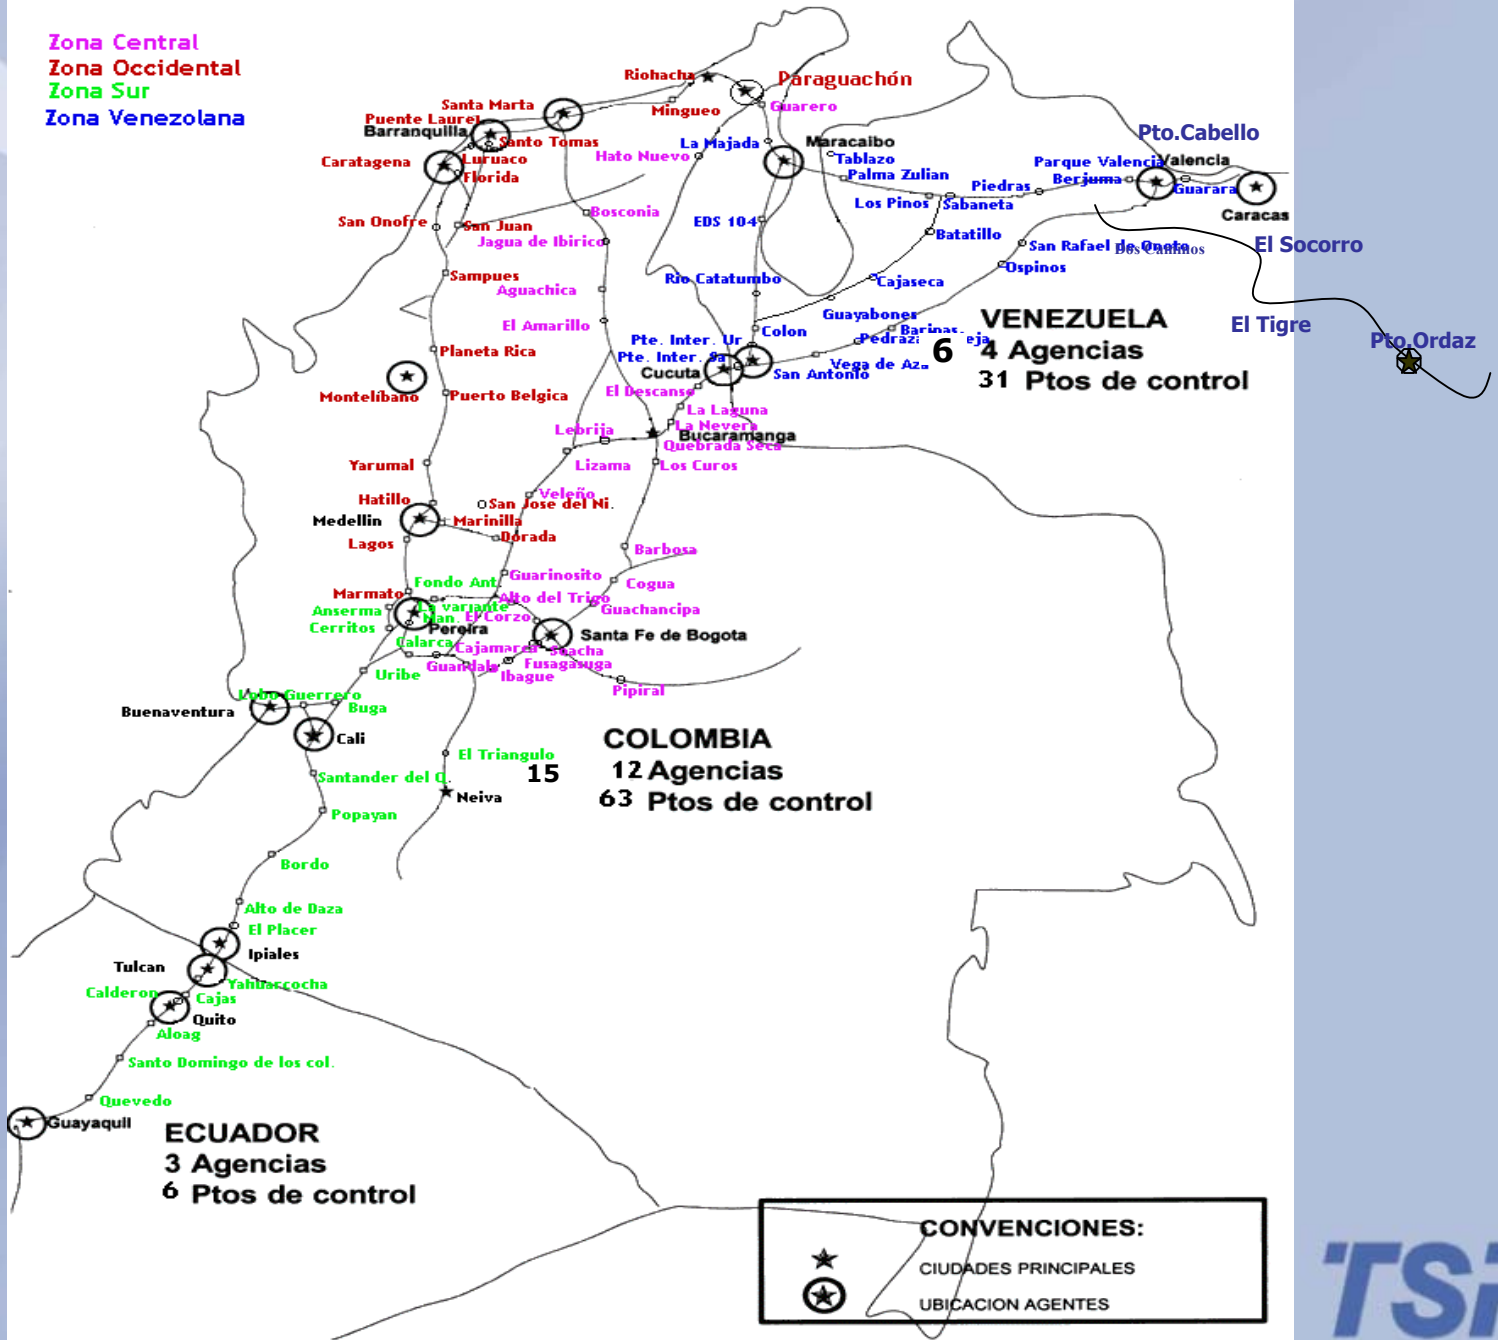 Zona Central
Zona Occidental
Zona Sur
Zona Venezolana
Riohacha
Paraguachón
Santa Marta
Mingueo
Guarero
Puente Laurel
Barranquilla
Santo Tomas
La Majada
Maracaibo
Pto.Cabello
Caratagena
Luruaco
Hato Nuevo
Tablazo
Parque Valencia
Valencia
Florida
Palma Zulian
Piedras
Berjuma
Guarara
Los Pinos
Sabaneta
Caracas
San Onofre
San Juan
Bosconia
EDS 104
Jagua de Ibirico
Batatillo
San Rafael de Onoto
Dos Caminos
El Socorro
Sampues
Aguachica
Rio Catatumbo
Cajaseca
Ospinos
El Amarillo
Guayabones
VENEZUELA
El Tigre
Colon
Barinas
Pte. Inter. Ur
Pedraza
eja
6
4 Agencias
Pto.Ordaz
Planeta Rica
Pte. Inter. Sa
Vega de Aza
Cucuta
San Antonio
31 Ptos de control
Montelíbano
Puerto Belgica
El Descanso
La Laguna
La Nevera
Lebrija
Bucaramanga
Quebrada Seca
Yarumal
Lizama
Los Curos
Hatillo
Veleño
San Jose del Ni.
Medellin
Marinilla
Lagos
Dorada
Barbosa
Fondo Ant.
Guarinosito
Cogua
Marmato
Alto del Trigo
Anserma
La variante
Man.
El Corzo
Guachancipa
Cerritos
Pereira
Santa Fe de Bogota
Calarca
Cajamarca
Soacha
Guandals
Fusagasuga
Uribe
Ibague
Pipiral
Lobo Guerrero
Buga
Buenaventura
Cali
COLOMBIA
El Triangulo
15
12 Agencias
Santander del Q.
Neiva
63 Ptos de control
Popayan
Bordo
Alto de Daza
El Placer
Ipiales
Tulcan
Yahuarcocha
Calderon
Cajas
Quito
Aloag
Santo Domingo de los col.
Quevedo
Guayaquil
ECUADOR
3 Agencias
6 Ptos de control
CONVENCIONES:
CIUDADES PRINCIPALES
UBICACION AGENTES
TSi